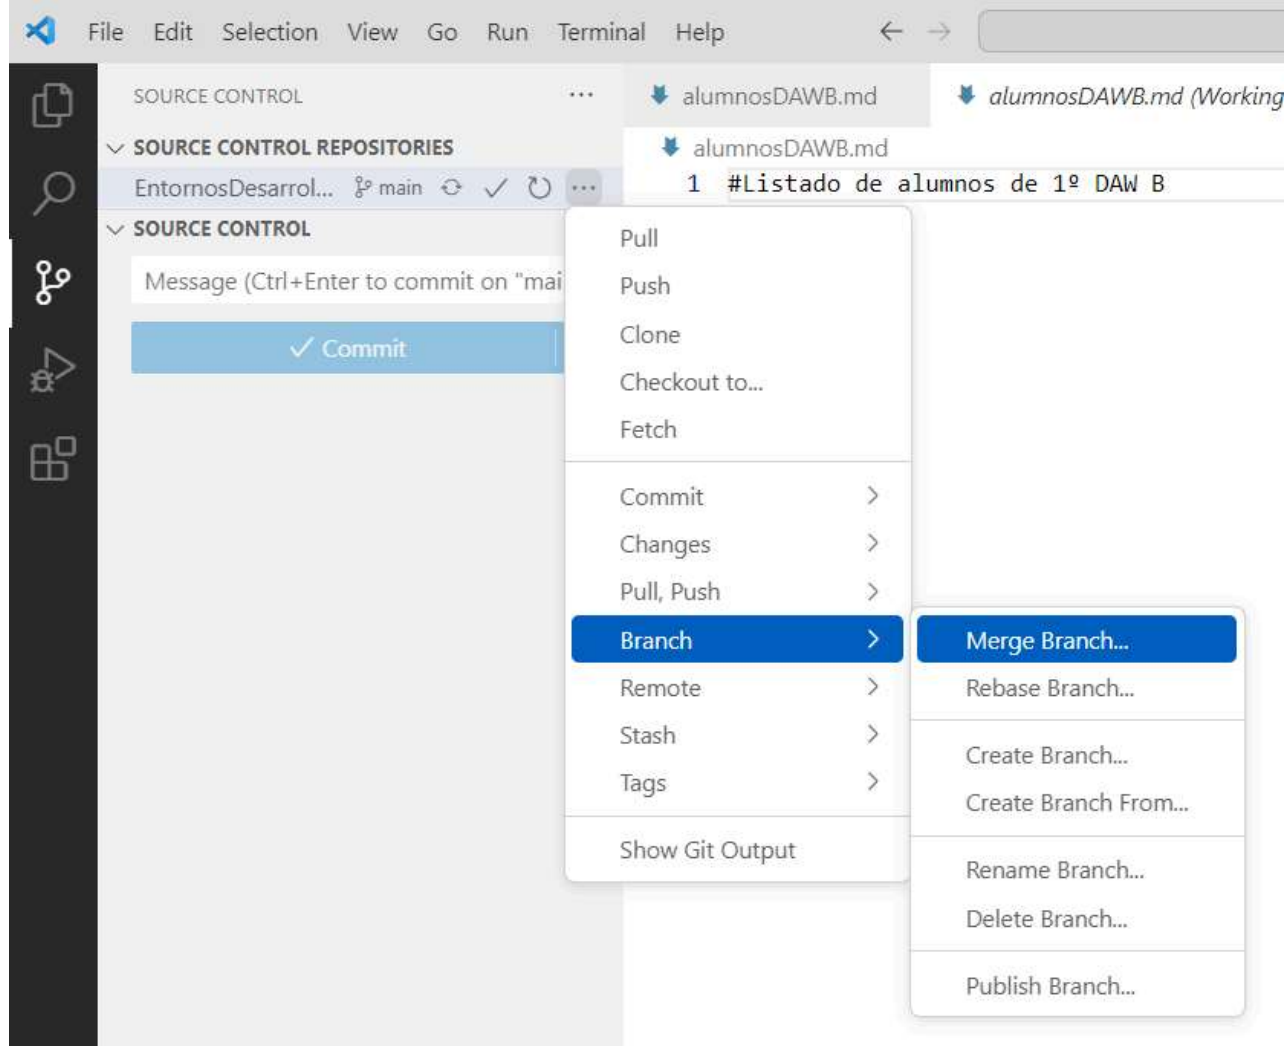 File Edit Selection View Go Run Terminal Help
SOURCE CONTROL
alumnosDAWB.md
alumnosDAWB.md (Working
SOURCE CONTROL REPOSITORIES
alumnosDAWB.md
EntornosDesarrol... main
1 #Listado de alumnos de 1º DAW B
SOURCE CONTROL
Message (Ctrl+Enter to commit on "mai
Commit
Pull
Push
Clone
Checkout to...
Fetch
Commit
Changes
Pull, Push
Branch
Remote
Stash
Tags
Show Git Output
Merge Branch...
Rebase Branch...
Create Branch...
Create Branch From...
Rename Branch...
Delete Branch...
Publish Branch...